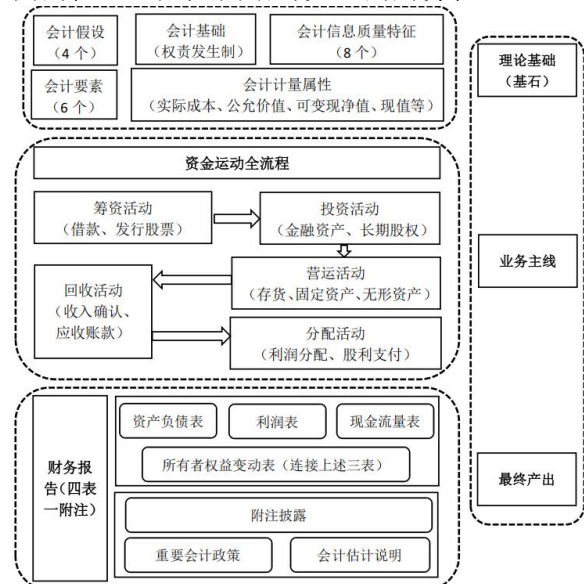 会计假设
（4 个）
会计基础
（权责发生制）
会计信息质量特征
（8 个）
会计要素
（6 个）
会计计量属性
（实际成本、公允价值、可变现净值、现值等）
理论基础
（基石）
资金运动全流程
筹资活动
（借款、发行股票）
投资活动
（金融资产、长期股权）
营运活动
（存货、固定资产、无形资产）
回收活动
（收入确认、
应收账款）
分配活动
（利润分配、股利支付）
业务主线
财务报
告（四表
一附注）
资产负债表
利润表
现金流量表
所有者权益变动表（连接上述三表）
附注披露
重要会计政策
会计估计说明
最终产出